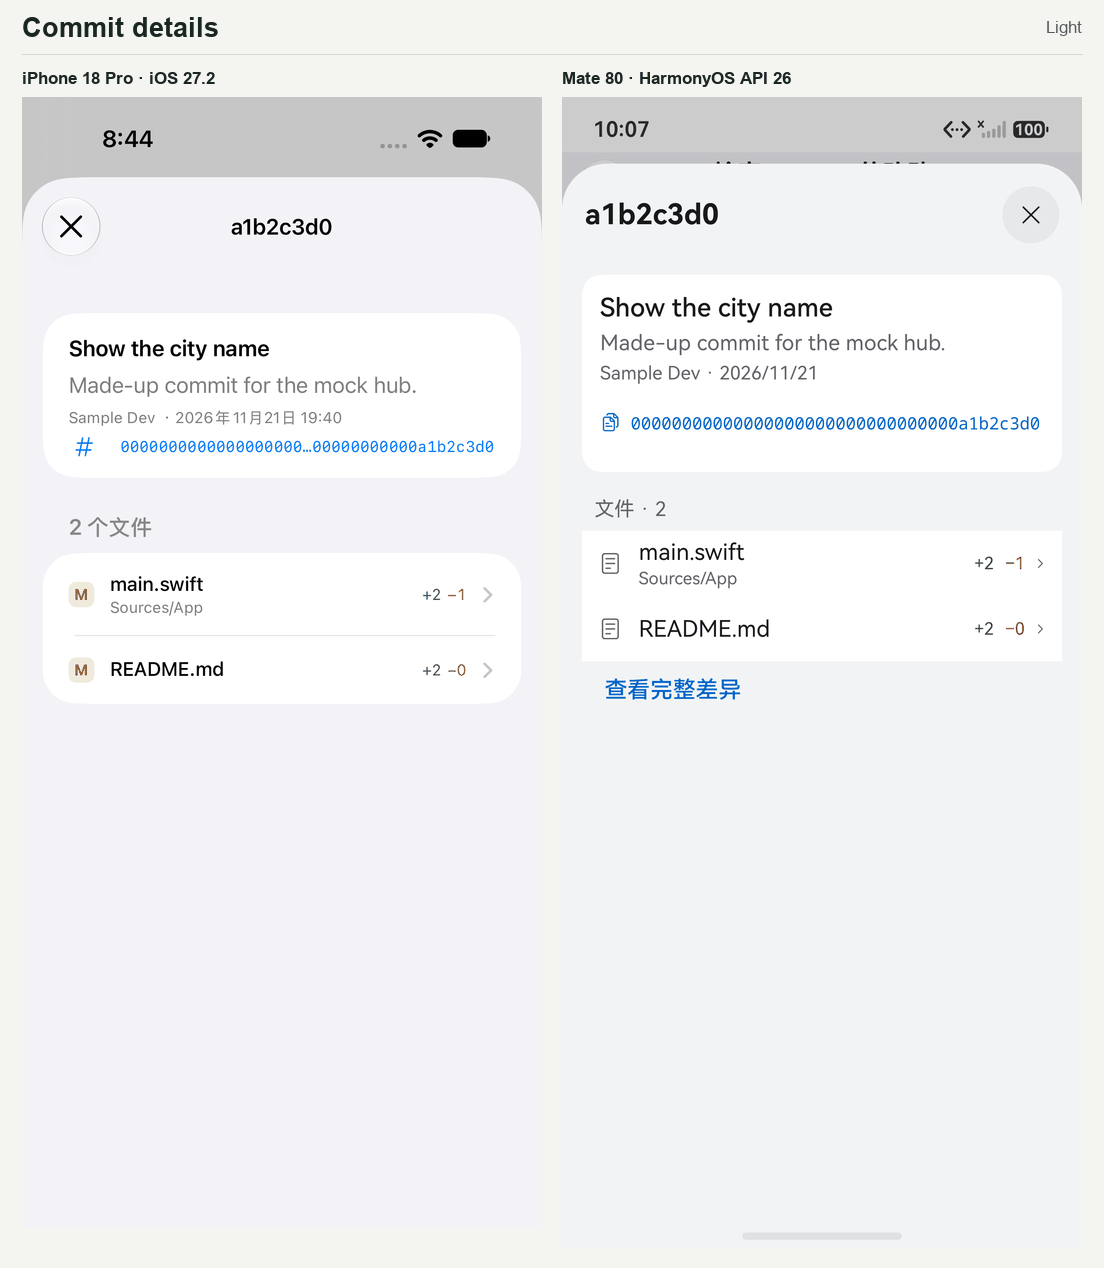 Commit details
Light
iPhone 18 Pro · iOS 27.2
8:44
a1b2c3d0
Show the city name
Made-up commit for the mock hub.
Sample Dev · 2026年11月21日 19:40
# 0000000000000000000…00000000000a1b2c3d0
2 个文件
M main.swift +2 −1
Sources/App
M README.md +2 −0
Mate 80 · HarmonyOS API 26
10:07
100
a1b2c3d0
Show the city name
Made-up commit for the mock hub.
Sample Dev · 2026/11/21
00000000000000000000000000000000a1b2c3d0
文件 · 2
main.swift +2 −1
Sources/App
README.md +2 −0
查看完整差异